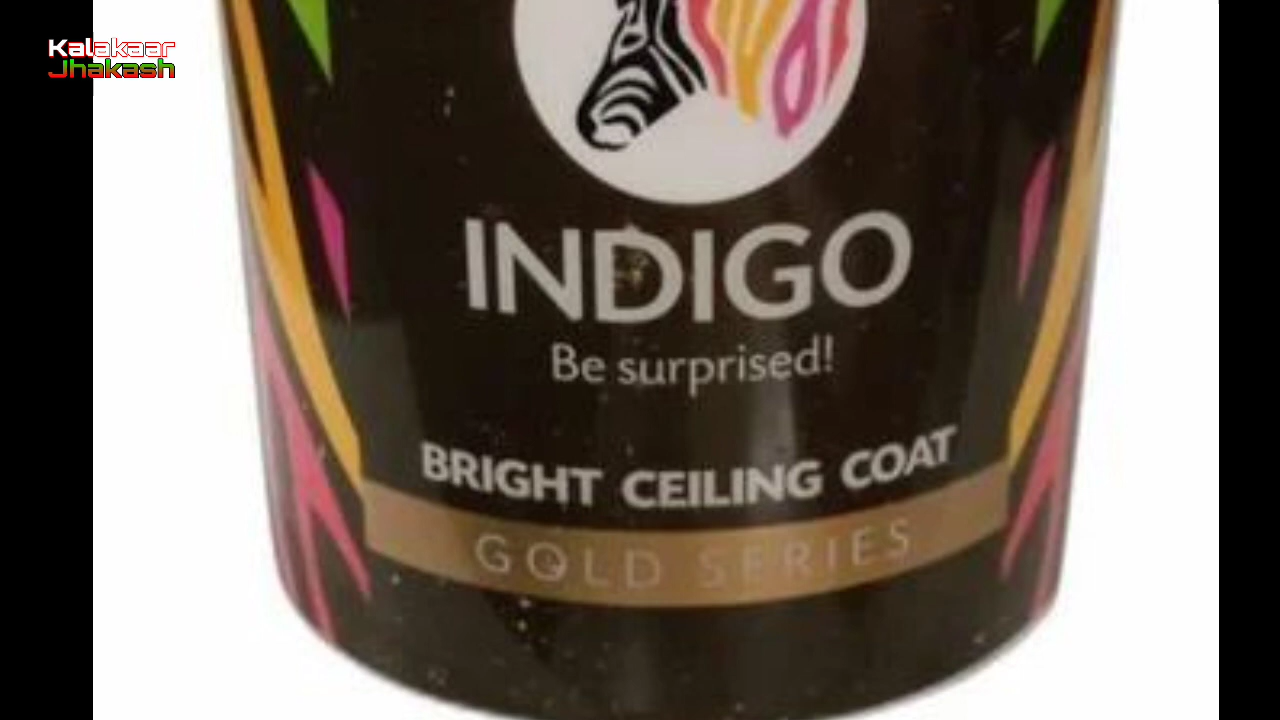 Kalakaar
Jhakash
INDIGO
Be surprised!
BRIGHT CEILING COAT
GOLD SERIES